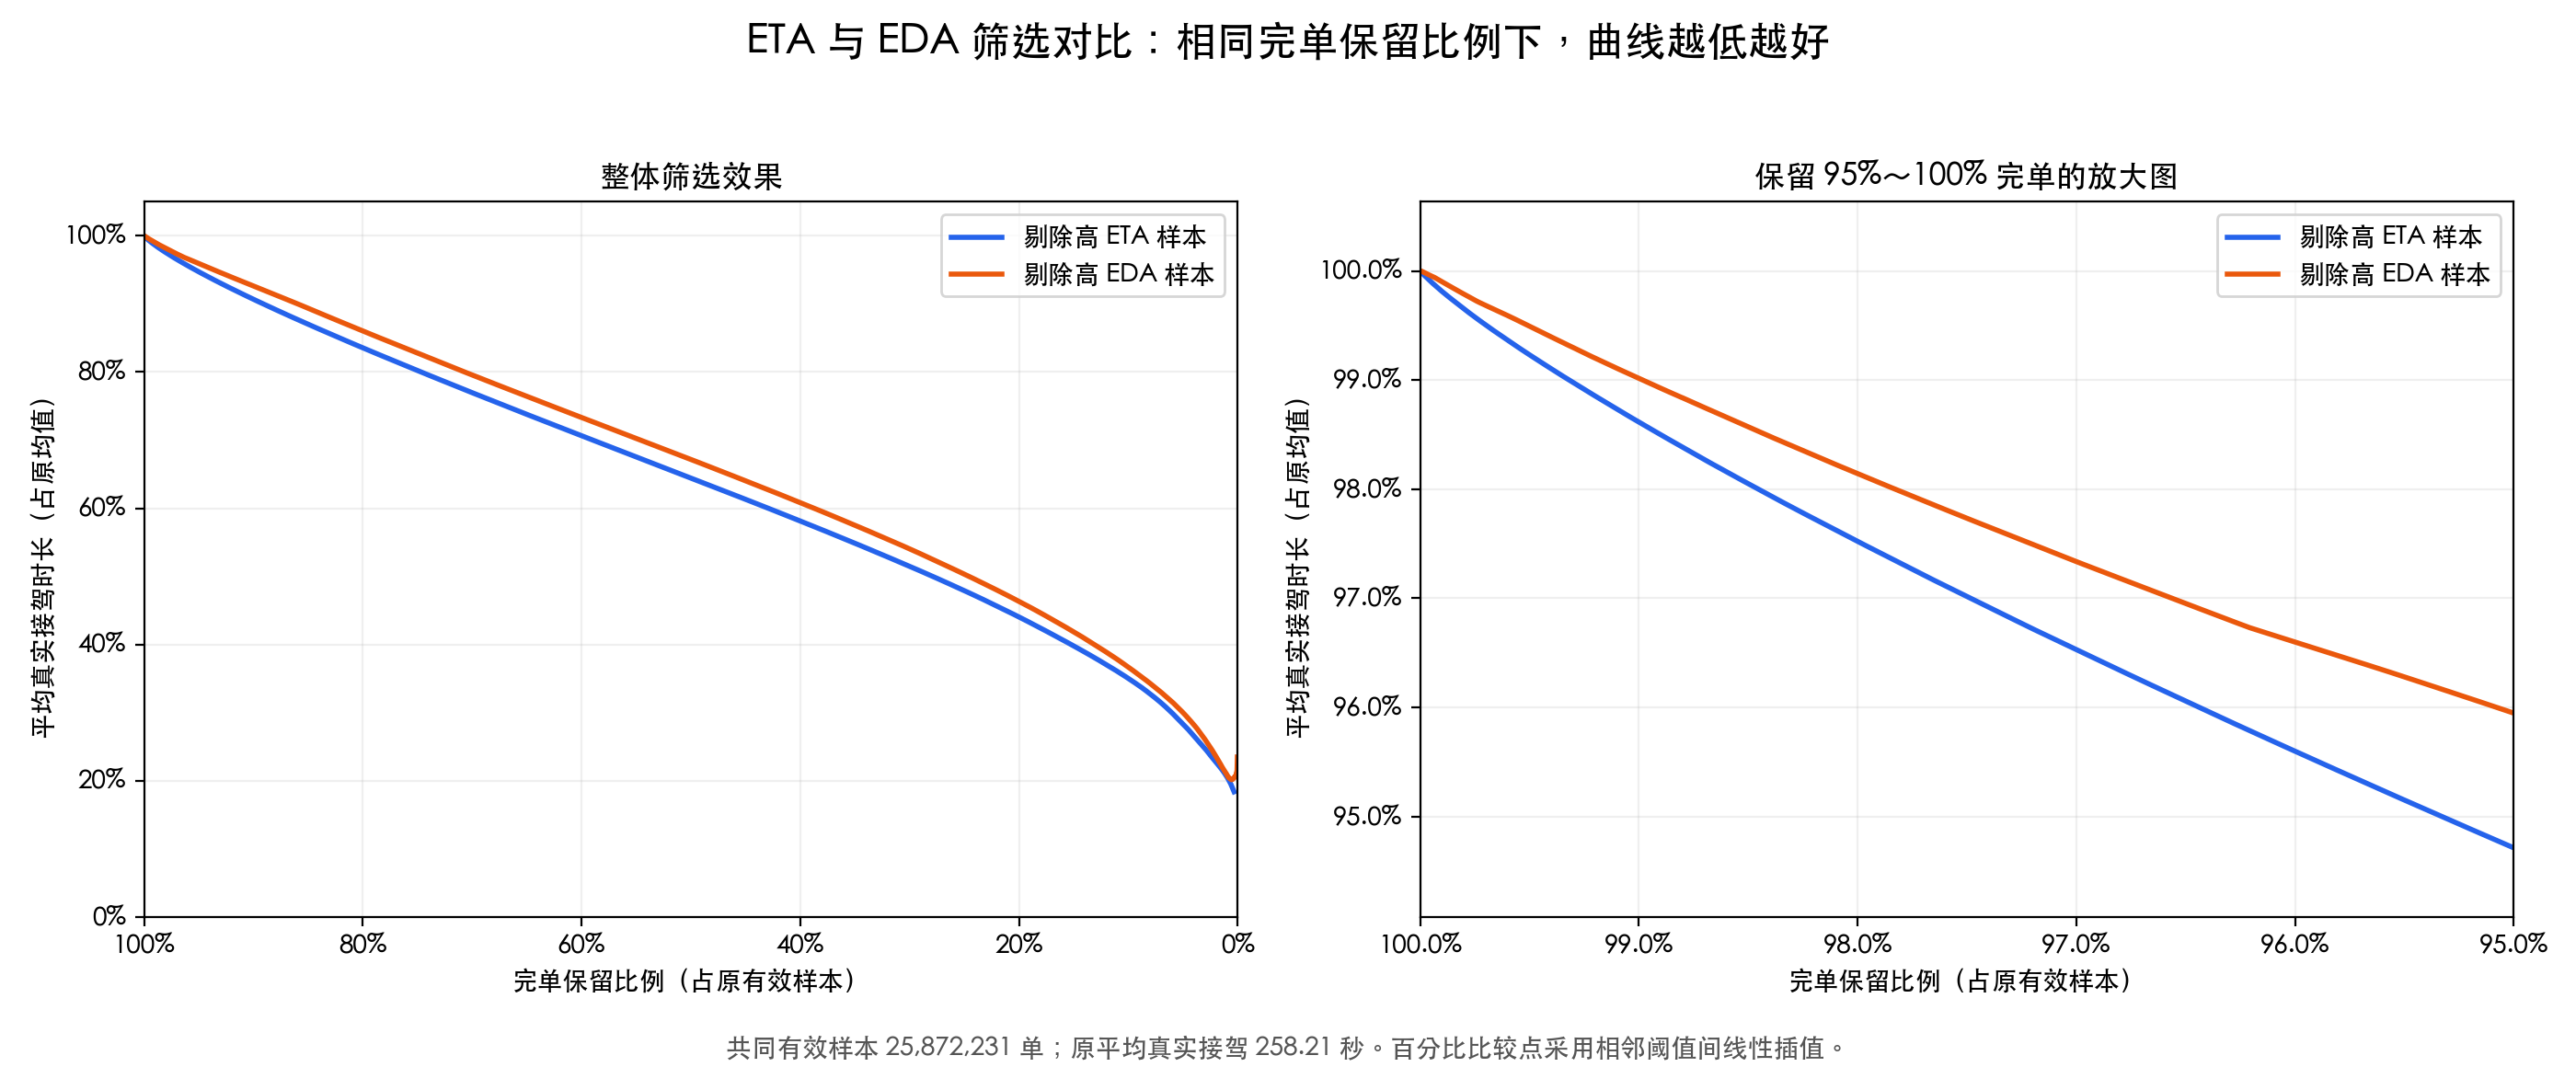 ETA 与 EDA 筛选对比：相同完单保留比例下，曲线越低越好
整体筛选效果
剔除高 ETA 样本
剔除高 EDA 样本
100%
80%
60%
40%
20%
0%
平均真实接驾时长（占原均值）
100%
80%
60%
40%
20%
0%
完单保留比例（占原有效样本）
保留 95%～100% 完单的放大图
剔除高 ETA 样本
剔除高 EDA 样本
100.0%
99.0%
98.0%
97.0%
96.0%
95.0%
平均真实接驾时长（占原均值）
100.0%
99.0%
98.0%
97.0%
96.0%
95.0%
完单保留比例（占原有效样本）
共同有效样本 25,872,231 单；原平均真实接驾 258.21 秒。百分比比较点采用相邻阈值间线性插值。